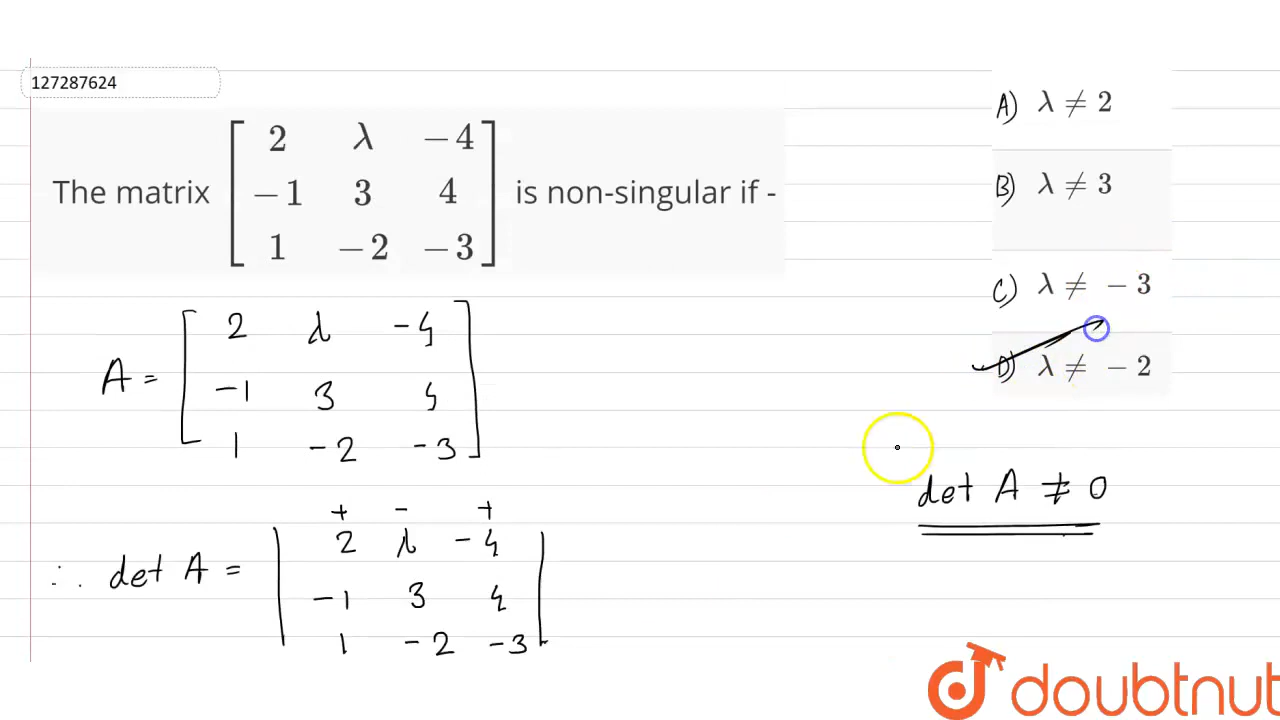 127287624
The matrix [ 2 λ −4
−1 3 4
1 −2 −3 ] is non-singular if -
A) λ ≠ 2
B) λ ≠ 3
C) λ ≠ −3
D) λ ≠ −2
A = [ 2 λ −4
−1 3 4
1 −2 −3 ]
det A ≠ 0
+ − +
∴ det A = | 2 λ −4
−1 3 4
1 −2 −3 |
doubtnut